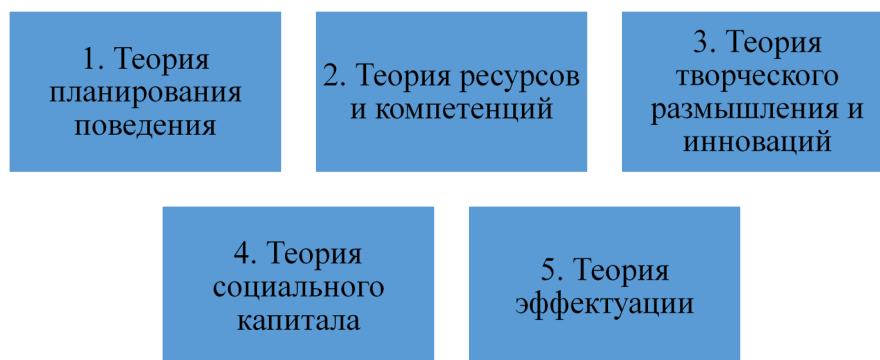 1. Теория
планирования
поведения
2. Теория ресурсов
и компетенций
3. Теория
творческого
размышления и
инноваций
4. Теория
социального
капитала
5. Теория
эффектуации